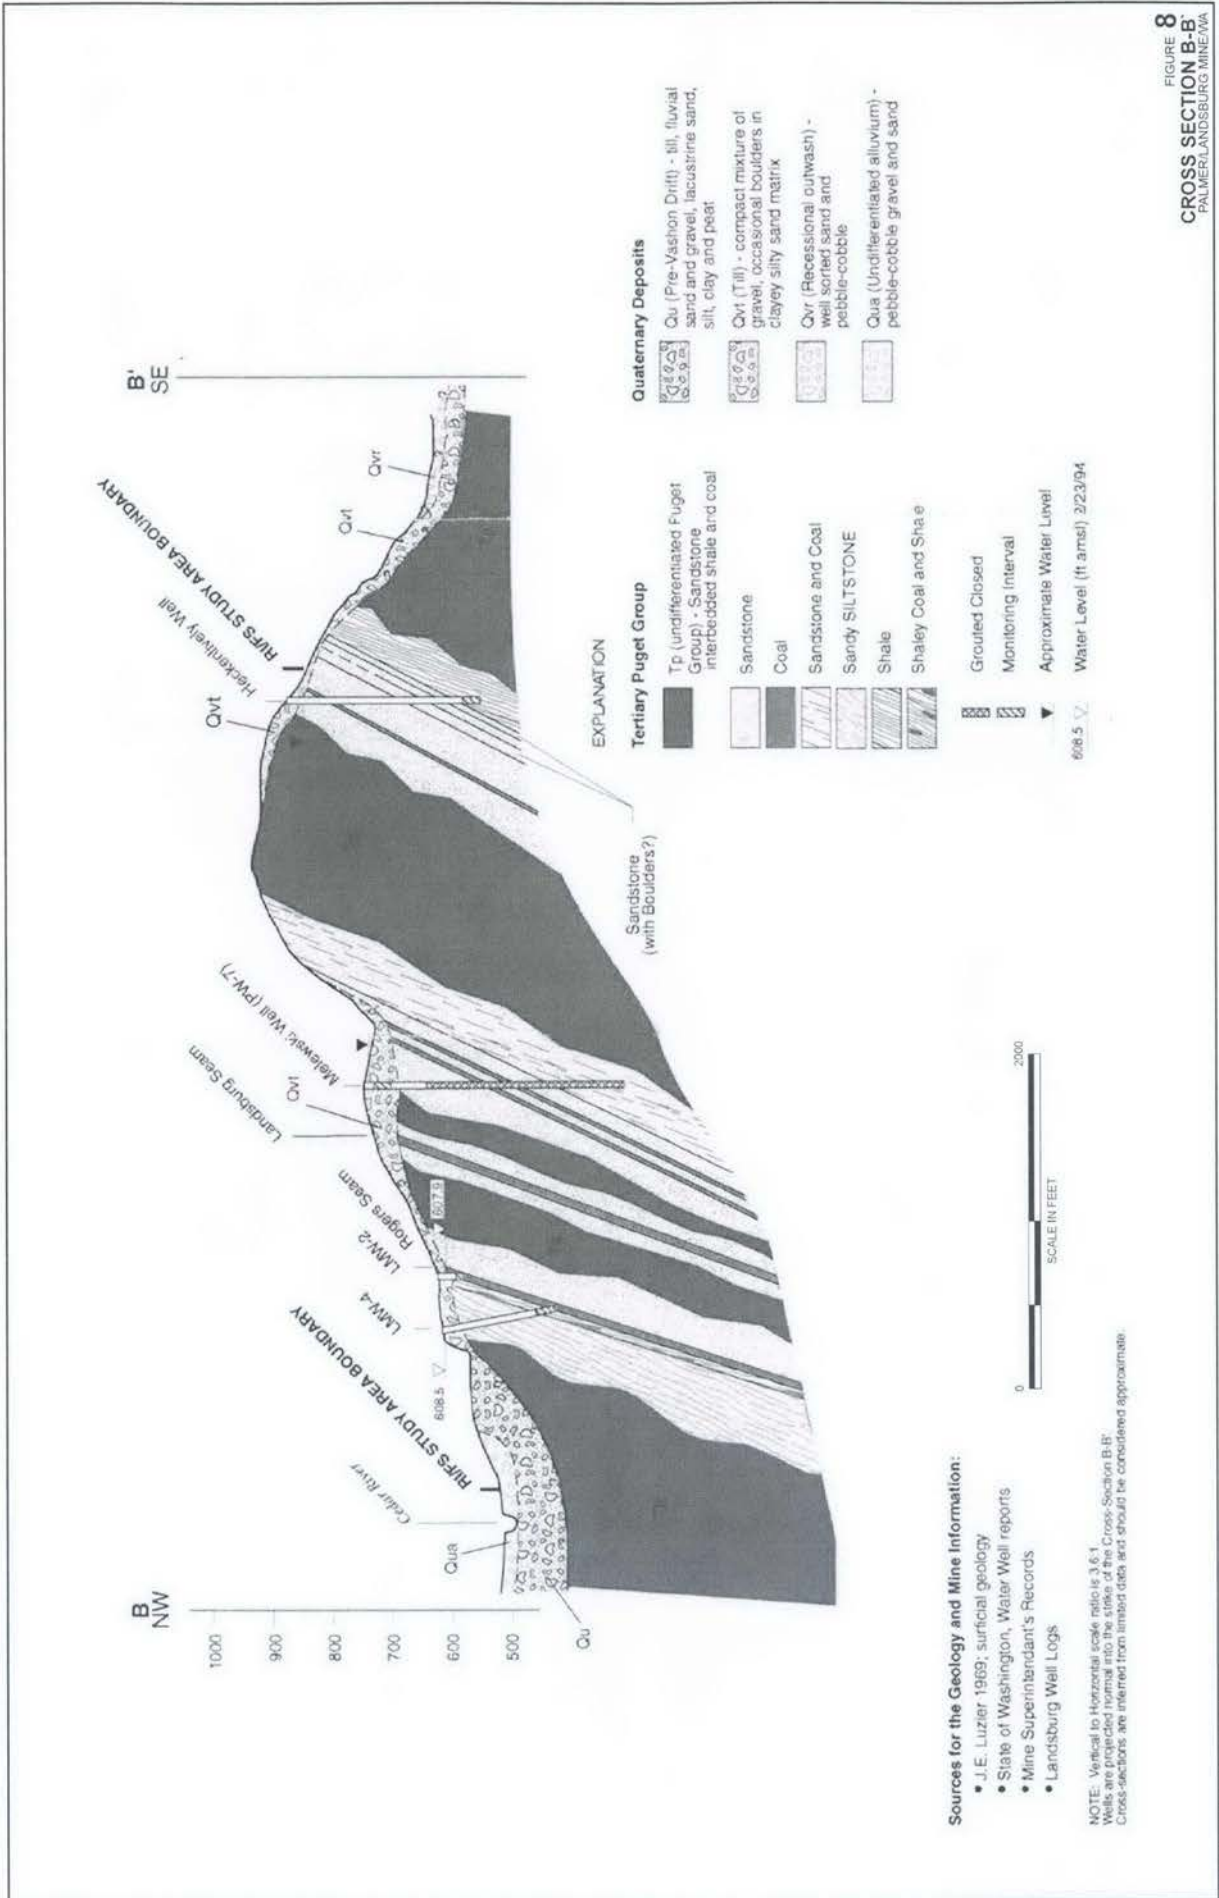 B
NW
B'
SE
1000
900
800
700
600
500
Qu
Qua
Cedar River
RI/FS STUDY AREA BOUNDARY
608.5
LMW-4
LMW-2
Rogers Seam
607.9
Landsburg Seam
Qvt
Melewski Well (PW-7)
Qvt
Heckenlively Well
RI/FS STUDY AREA BOUNDARY
Qvt
Qvr
Sandstone
(with Boulders?)
EXPLANATION
Tertiary Puget Group
Tp (undifferentiated Puget
Group) - Sandstone
interbedded shale and coal
Sandstone
Coal
Sandstone and Coal
Sandy SILTSTONE
Shale
Shaley Coal and Shale
Grouted Closed
Monitoring Interval
Approximate Water Level
608.5 Water Level (ft amsl) 2/23/94
Quaternary Deposits
Qu (Pre-Vashon Drift) - till, fluvial
sand and gravel, lacustrine sand,
silt, clay and peat
Qvt (Till) - compact mixture of
gravel, occasional boulders in
clayey silty sand matrix
Qvr (Recessional outwash) -
well sorted sand and
pebble-cobble
Qua (Undifferentiated alluvium) -
pebble-cobble gravel and sand
Sources for the Geology and Mine Information:
• J.E. Luzier 1969; surficial geology
• State of Washington, Water Well reports
• Mine Superintendant's Records
• Landsburg Well Logs
0
2000
SCALE IN FEET
NOTE: Vertical to Horizontal scale ratio is 3.6:1
Wells are projected normal into the strike of the Cross-Section B-B'
Cross-sections are inferred from limited data and should be considered approximate.
FIGURE 8
CROSS SECTION B-B'
PALMER/LANDSBURG MINE/WA